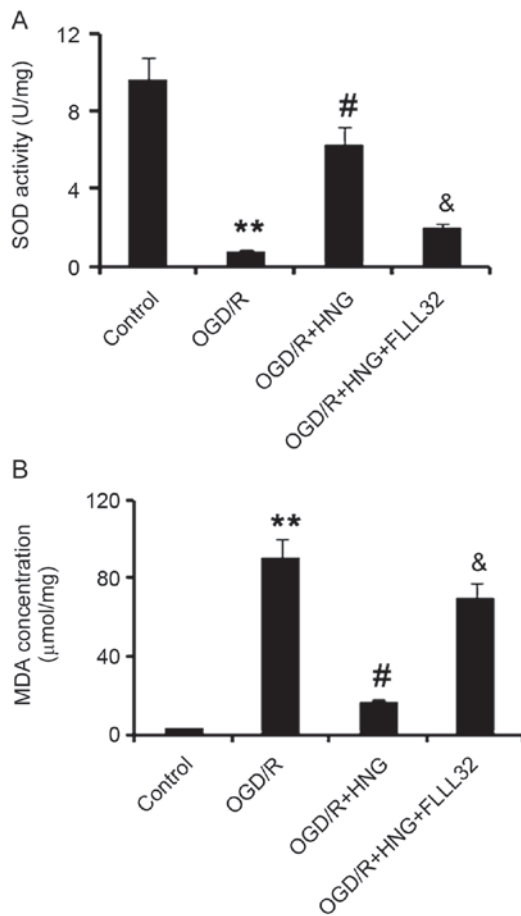 A
SOD activity (U/mg)
12
8
4
0
**
#
&
Control
OGD/R
OGD/R+HNG
OGD/R+HNG+FLLL32
B
MDA concentration
(μmol/mg)
120
80
40
0
**
#
&
Control
OGD/R
OGD/R+HNG
OGD/R+HNG+FLLL32